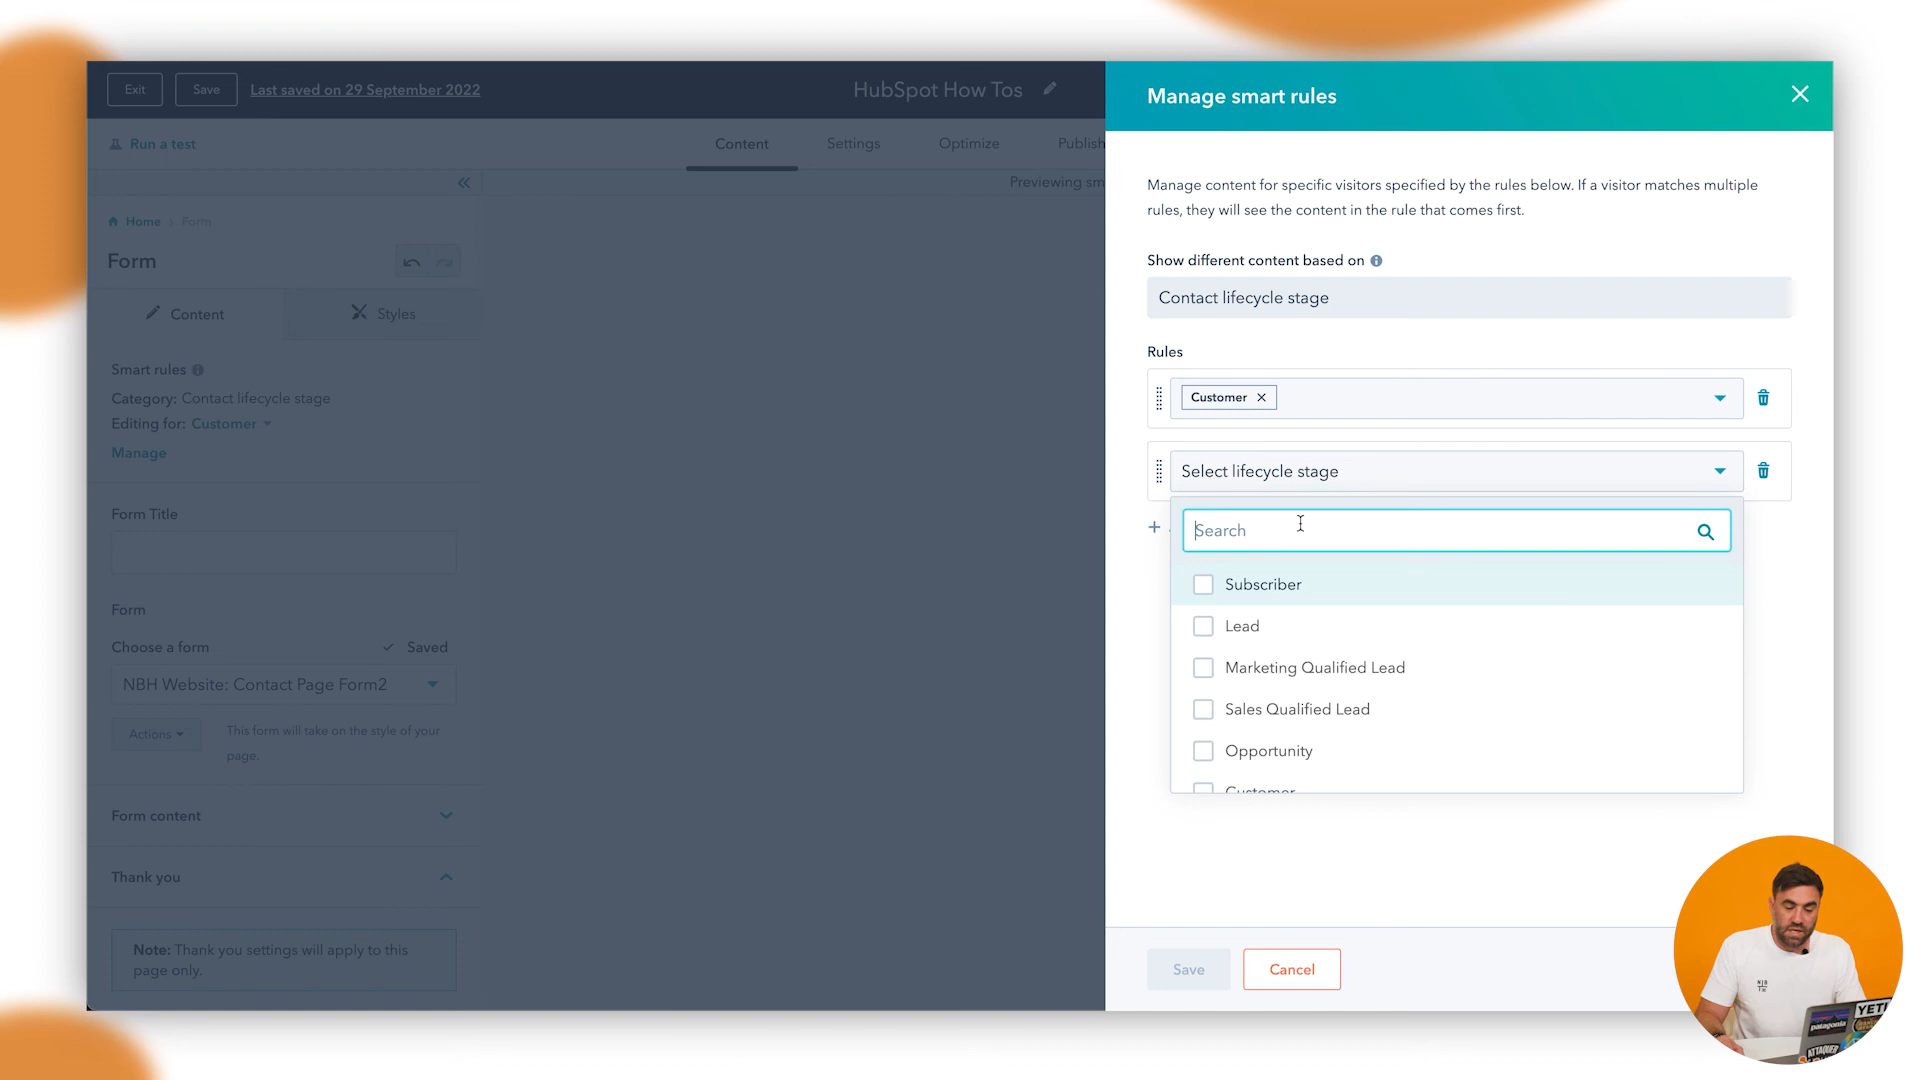 Exit
Save
Last saved on 29 September 2022
HubSpot How Tos
Run a test
Content
Settings
Optimize
Publish
Previewing sm
Home > Form
Form
Content
Styles
Smart rules
Category: Contact lifecycle stage
Editing for: Customer
Manage
Form Title
Form
Choose a form
Saved
NBH Website: Contact Page Form2
Actions
This form will take on the style of your
page.
Form content
Thank you
Note: Thank you settings will apply to this
page only.
Manage smart rules
Manage content for specific visitors specified by the rules below. If a visitor matches multiple
rules, they will see the content in the rule that comes first.
Show different content based on
Contact lifecycle stage
Rules
Customer
Select lifecycle stage
Search
Subscriber
Lead
Marketing Qualified Lead
Sales Qualified Lead
Opportunity
Customer
Save
Cancel
YETI
patagonia
ATTAQUER